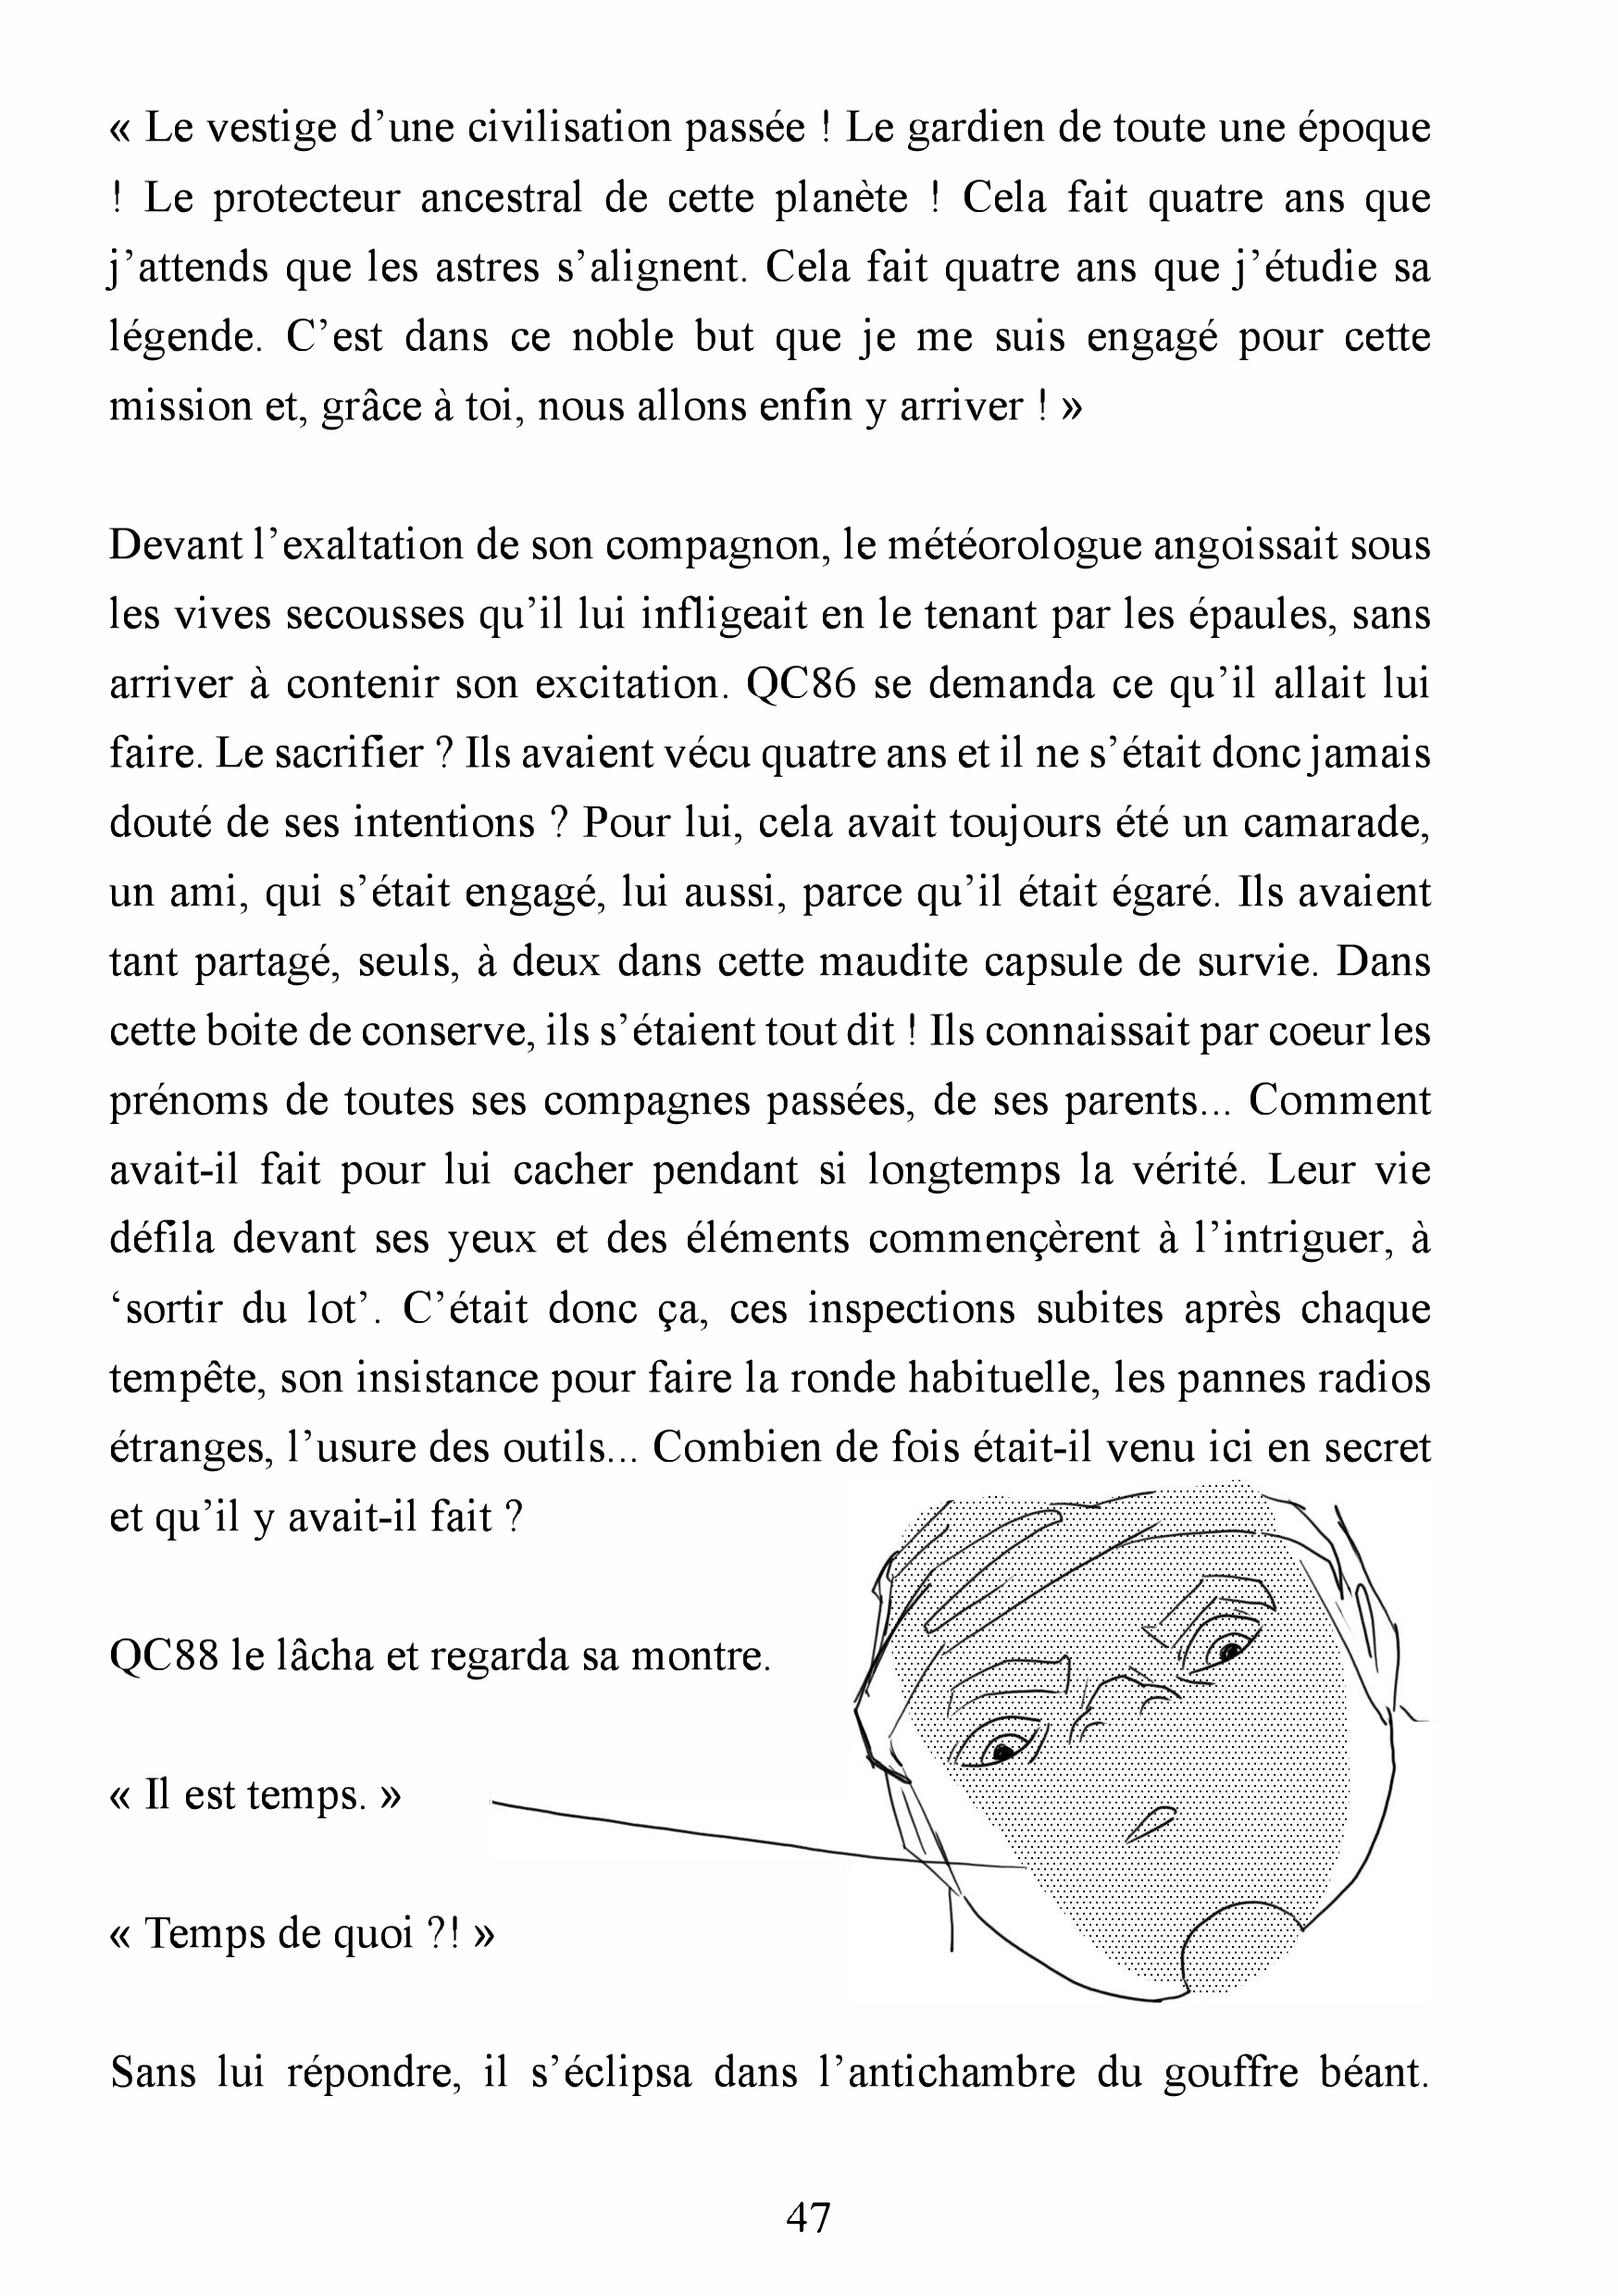 « Le vestige d’une civilisation passée ! Le gardien de toute une époque
! Le protecteur ancestral de cette planète ! Cela fait quatre ans que
j’attends que les astres s’alignent. Cela fait quatre ans que j’étudie sa
légende. C’est dans ce noble but que je me suis engagé pour cette
mission et, grâce à toi, nous allons enfin y arriver ! »
Devant l’exaltation de son compagnon, le météorologue angoissait sous
les vives secousses qu’il lui infligeait en le tenant par les épaules, sans
arriver à contenir son excitation. QC86 se demanda ce qu’il allait lui
faire. Le sacrifier ? Ils avaient vécu quatre ans et il ne s’était donc jamais
douté de ses intentions ? Pour lui, cela avait toujours été un camarade,
un ami, qui s’était engagé, lui aussi, parce qu’il était égaré. Ils avaient
tant partagé, seuls, à deux dans cette maudite capsule de survie. Dans
cette boite de conserve, ils s’étaient tout dit ! Ils connaissait par coeur les
prénoms de toutes ses compagnes passées, de ses parents... Comment
avait-il fait pour lui cacher pendant si longtemps la vérité. Leur vie
défila devant ses yeux et des éléments commençèrent à l’intriguer, à
‘sortir du lot’. C’était donc ça, ces inspections subites après chaque
tempête, son insistance pour faire la ronde habituelle, les pannes radios
étranges, l’usure des outils... Combien de fois était-il venu ici en secret
et qu’il y avait-il fait ?
QC88 le lâcha et regarda sa montre.
« Il est temps. »
« Temps de quoi ?! »
Sans lui répondre, il s’éclipsa dans l’antichambre du gouffre béant.
47